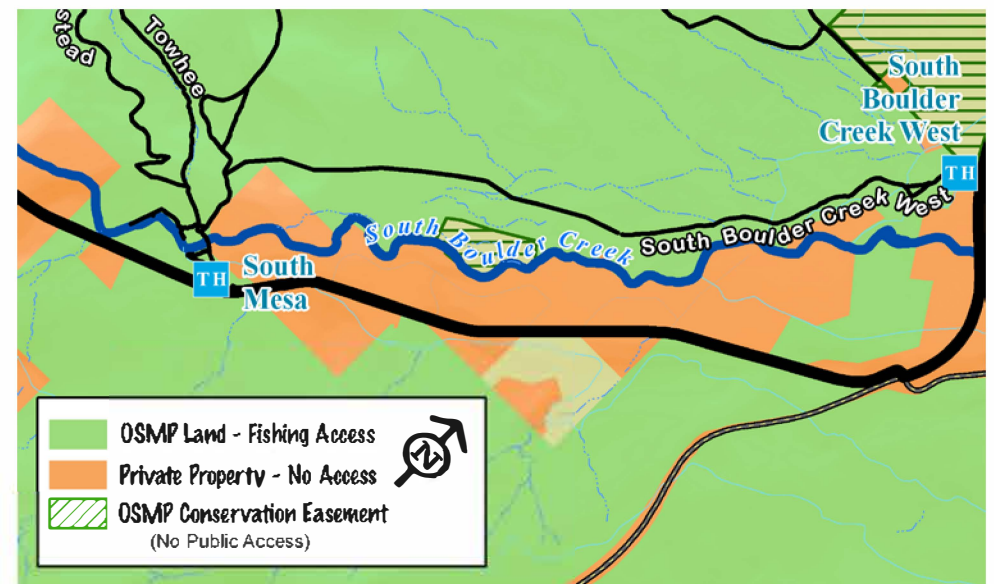 stead
Towhee
South
Boulder
Creek West
TH
South Boulder Creek
South Boulder Creek West
TH
South
Mesa
OSMP Land - Fishing Access
Private Property - No Access
OSMP Conservation Easement
(No Public Access)
N